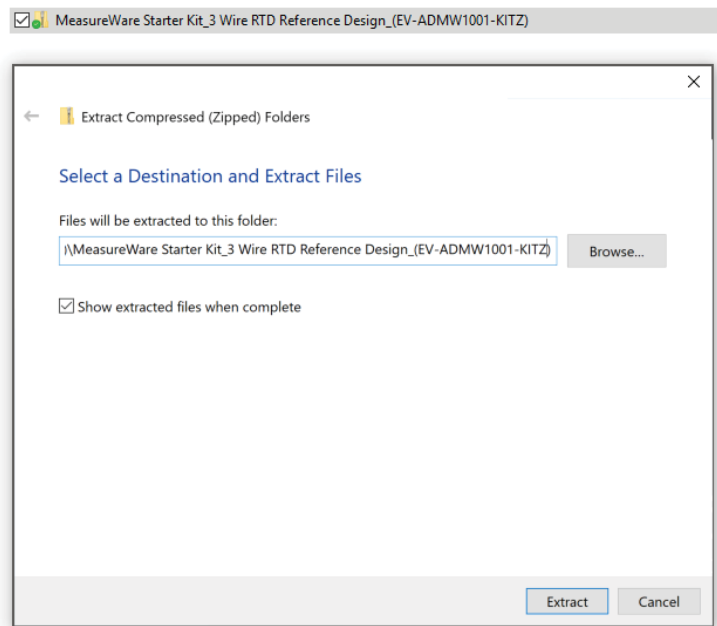 MeasureWare Starter Kit_3 Wire RTD Reference Design_(EV-ADMW1001-KITZ)
Extract Compressed (Zipped) Folders
Select a Destination and Extract Files
Files will be extracted to this folder:
)\MeasureWare Starter Kit_3 Wire RTD Reference Design_(EV-ADMW1001-KITZ)
Browse...
Show extracted files when complete
Extract
Cancel